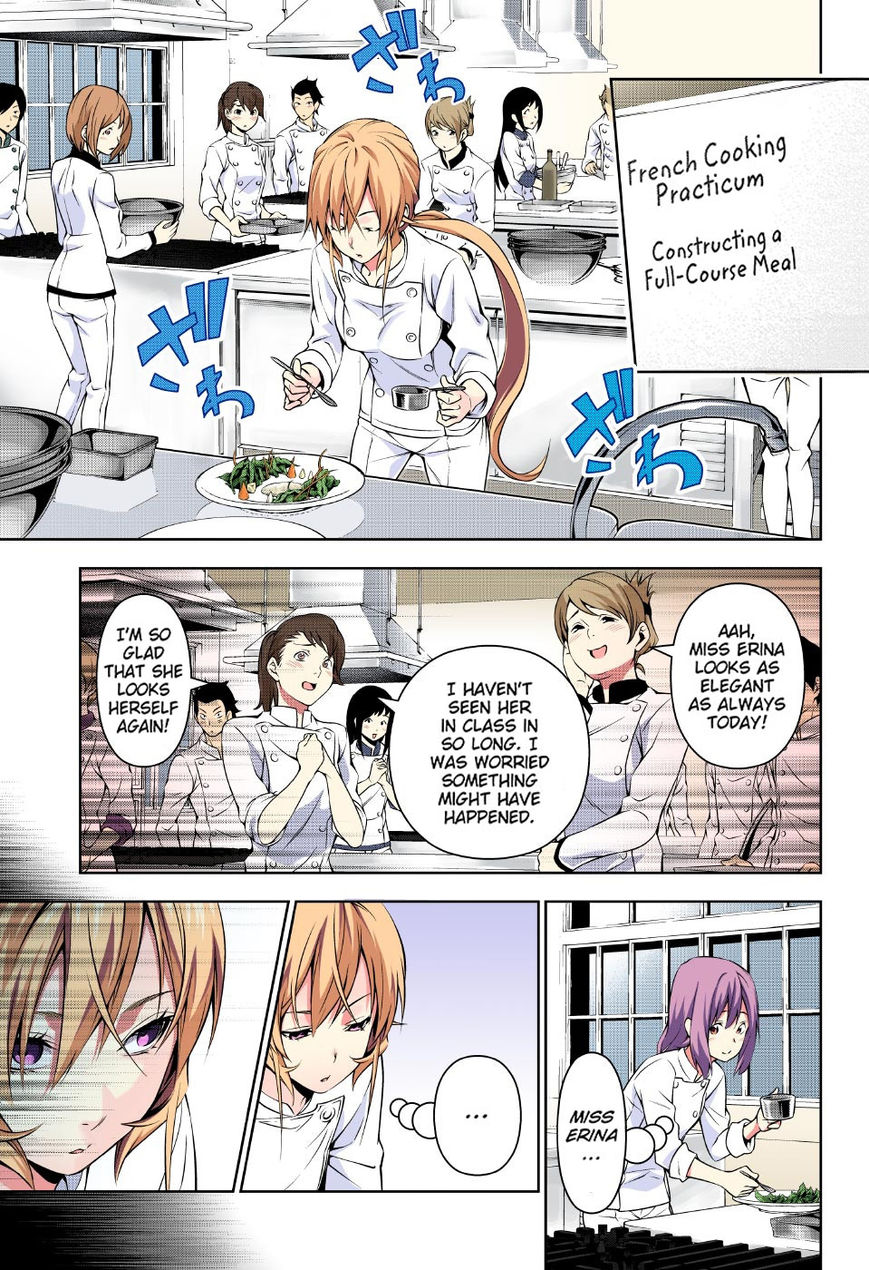 French Cooking
Practicum
Constructing a
Full-Course Meal
ざわ
ざわ
ざわ
AAH,
MISS ERINA
LOOKS AS
ELEGANT
AS ALWAYS
TODAY!
I HAVEN'T
SEEN HER
IN CLASS IN
SO LONG. I
WAS WORRIED
SOMETHING
MIGHT HAVE
HAPPENED.
I'M SO
GLAD
THAT SHE
LOOKS
HERSELF
AGAIN!
MISS
ERINA
...
...